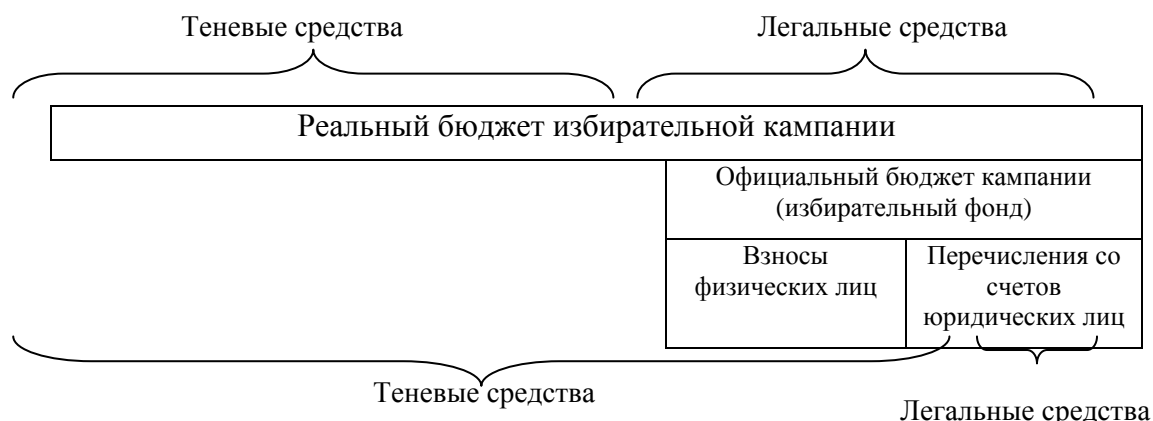 Теневые средства
Легальные средства
Реальный бюджет избирательной кампании
Официальный бюджет кампании
(избирательный фонд)
Взносы
физических лиц
Перечисления со
счетов
юридических лиц
Теневые средства
Легальные средства